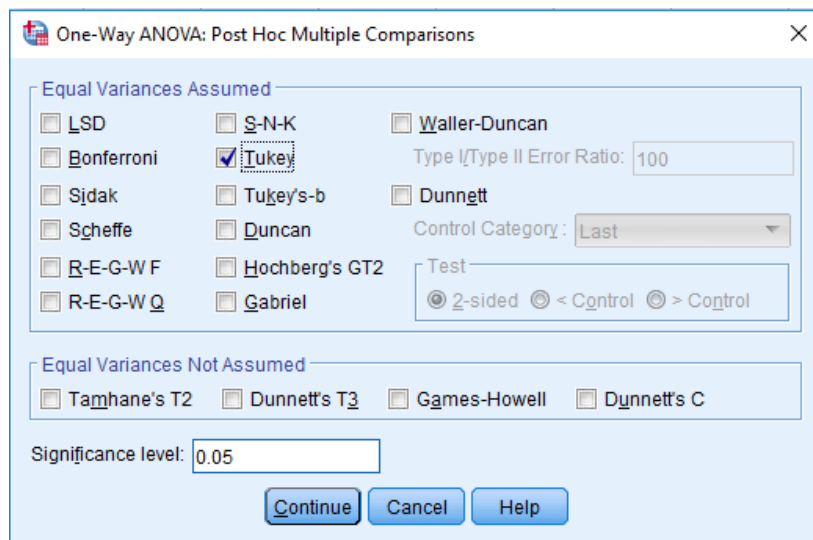 One-Way ANOVA: Post Hoc Multiple Comparisons
Equal Variances Assumed
LSD S-N-K Waller-Duncan
Bonferroni Tukey Type I/Type II Error Ratio: 100
Sidak Tukey's-b Dunnett
Scheffe Duncan Control Category : Last
R-E-G-W F Hochberg's GT2 Test
R-E-G-W Q Gabriel 2-sided < Control > Control
Equal Variances Not Assumed
Tamhane's T2 Dunnett's T3 Games-Howell Dunnett's C
Significance level: 0.05
Continue Cancel Help